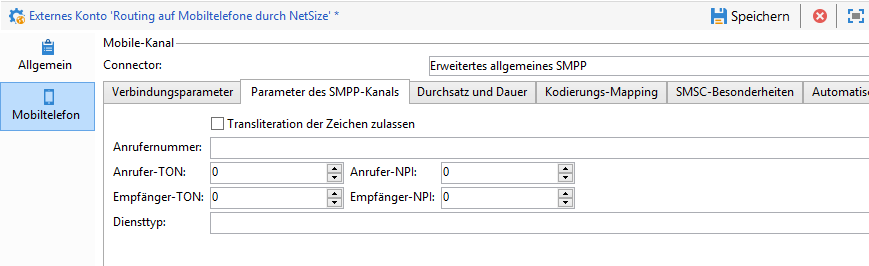 Externes Konto 'Routing auf Mobiltelefone durch NetSize' *
Speichern
Allgemein
Mobiltelefon
Mobile-Kanal
Connector: Erweitertes allgemeines SMPP
Verbindungsparameter Parameter des SMPP-Kanals Durchsatz und Dauer Kodierungs-Mapping SMSC-Besonderheiten
Transliteration der Zeichen zulassen
Anrufernummer:
Anrufer-TON: 0 Anrufer-NPI: 0
Empfänger-TON: 0 Empfänger-NPI: 0
Diensttyp: